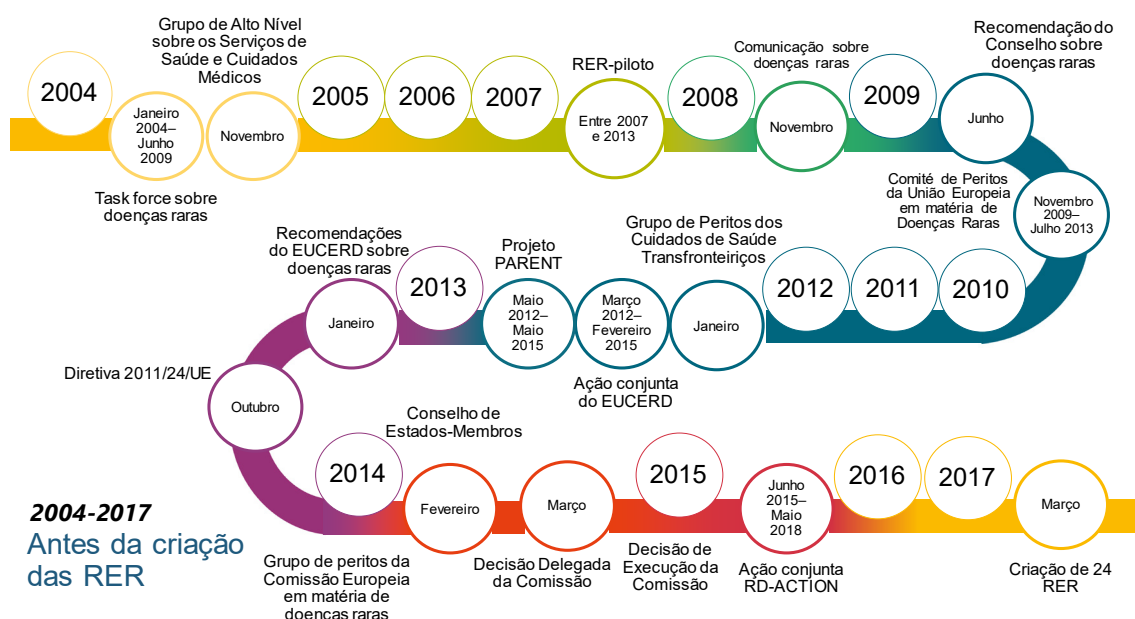 2004
Janeiro
2004–
Junho
2009
Task force sobre
doenças raras
Grupo de Alto Nível
sobre os Serviços de
Saúde e Cuidados
Médicos
Novembro
2005
2006
2007
RER-piloto
Entre 2007
e 2013
2008
Comunicação sobre
doenças raras
Novembro
2009
Recomendação do
Conselho sobre
doenças raras
Junho
Comité de Peritos
da União Europeia
em matéria de
Doenças Raras
Novembro
2009–
Julho 2013
2010
2011
2012
Grupo de Peritos dos
Cuidados de Saúde
Transfronteiriços
Janeiro
Março
2012–
Fevereiro
2015
Ação conjunta
do EUCERD
Projeto
PARENT
Maio
2012–
Maio
2015
2013
Recomendações
do EUCERD sobre
doenças raras
Janeiro
Diretiva 2011/24/UE
Outubro
2014
Grupo de peritos da
Comissão Europeia
em matéria de
doenças raras
Conselho de
Estados-Membros
Fevereiro
Março
Decisão Delegada
da Comissão
2015
Decisão de
Execução da
Comissão
Junho
2015–
Maio
2018
Ação conjunta
RD-ACTION
2016
2017
Março
Criação de 24
RER
2004-2017
Antes da criação
das RER